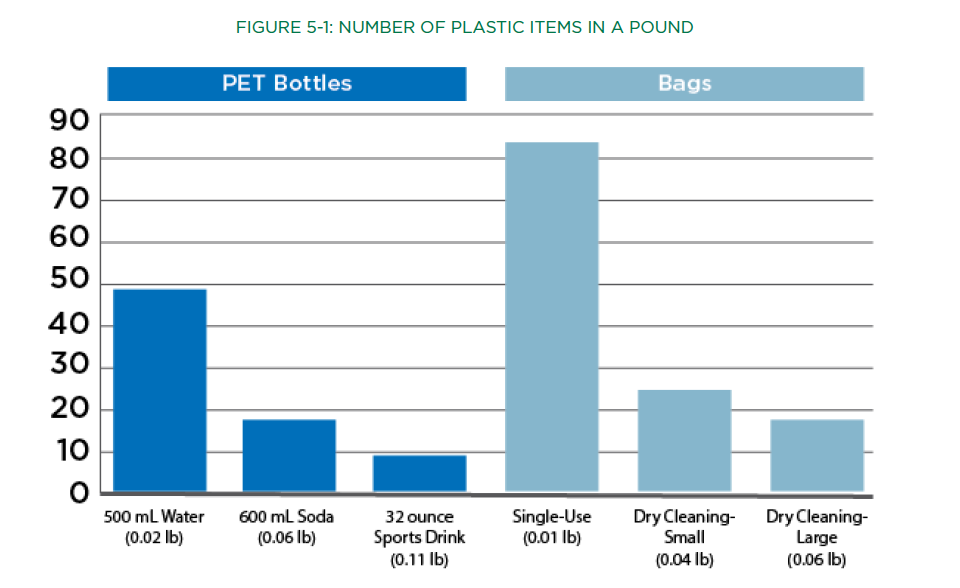 FIGURE 5-1: NUMBER OF PLASTIC ITEMS IN A POUND
PET Bottles
Bags
90
80
70
60
50
40
30
20
10
0
500 mL Water
(0.02 lb)
600 mL Soda
(0.06 lb)
32 ounce
Sports Drink
(0.11 lb)
Single-Use
(0.01 lb)
Dry Cleaning-
Small
(0.04 lb)
Dry Cleaning-
Large
(0.06 lb)